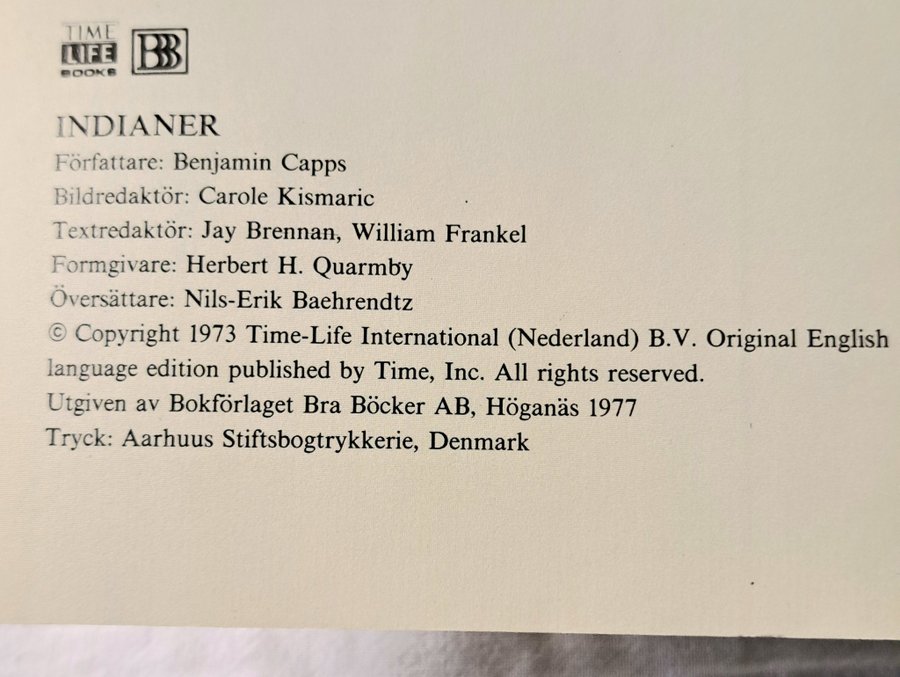 TIME
LIFE
BOOKS
BBB
INDIANER
Författare: Benjamin Capps
Bildredaktör: Carole Kismaric
Textredaktör: Jay Brennan, William Frankel
Formgivare: Herbert H. Quarmby
Översättare: Nils-Erik Baehrendtz
© Copyright 1973 Time-Life International (Nederland) B.V. Original English
language edition published by Time, Inc. All rights reserved.
Utgiven av Bokförlaget Bra Böcker AB, Höganäs 1977
Tryck: Aarhuus Stiftsbogtrykkerie, Denmark